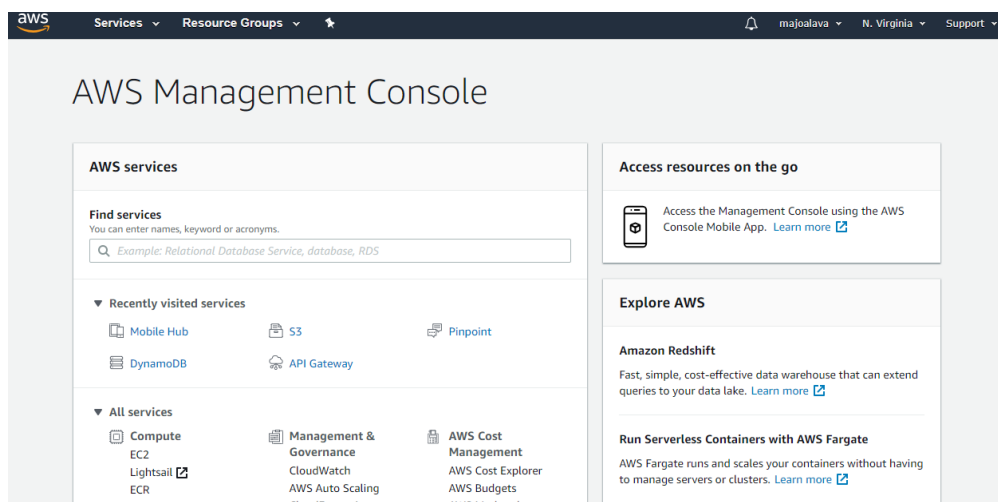 aws
Services
Resource Groups
majoalava
N. Virginia
Support
AWS Management Console
AWS services
Find services
You can enter names, keyword or acronyms.
Example: Relational Database Service, database, RDS
Recently visited services
Mobile Hub
S3
Pinpoint
DynamoDB
API Gateway
All services
Compute
EC2
Lightsail
ECR
Management &
Governance
CloudWatch
AWS Auto Scaling
AWS Cost
Management
AWS Cost Explorer
AWS Budgets
Access resources on the go
Access the Management Console using the AWS
Console Mobile App. Learn more
Explore AWS
Amazon Redshift
Fast, simple, cost-effective data warehouse that can extend
queries to your data lake. Learn more
Run Serverless Containers with AWS Fargate
AWS Fargate runs and scales your containers without having
to manage servers or clusters. Learn more